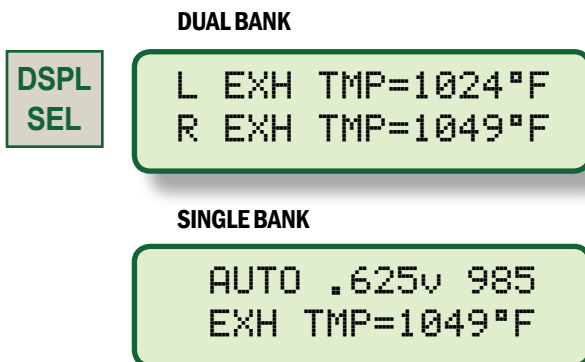 DUAL BANK
DSPL
SEL
L EXH TMP=1024°F
R EXH TMP=1049°F
SINGLE BANK
AUTO .625v 985
EXH TMP=1049°F